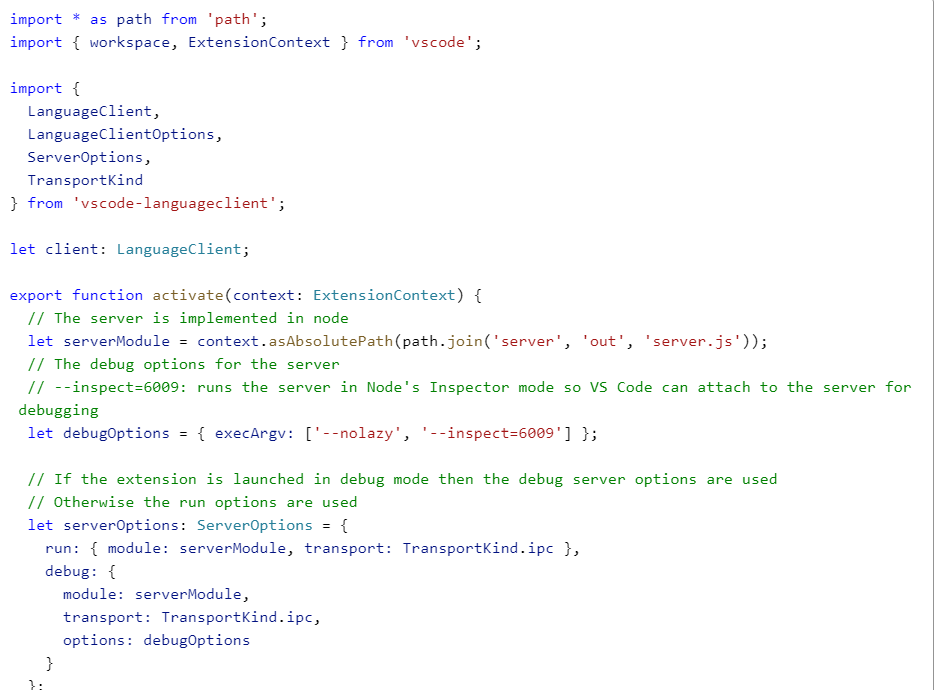 import * as path from 'path';
import { workspace, ExtensionContext } from 'vscode';

import {
  LanguageClient,
  LanguageClientOptions,
  ServerOptions,
  TransportKind
} from 'vscode-languageclient';

let client: LanguageClient;

export function activate(context: ExtensionContext) {
  // The server is implemented in node
  let serverModule = context.asAbsolutePath(path.join('server', 'out', 'server.js'));
  // The debug options for the server
  // --inspect=6009: runs the server in Node's Inspector mode so VS Code can attach to the server for
 debugging
  let debugOptions = { execArgv: ['--nolazy', '--inspect=6009'] };

  // If the extension is launched in debug mode then the debug server options are used
  // Otherwise the run options are used
  let serverOptions: ServerOptions = {
    run: { module: serverModule, transport: TransportKind.ipc },
    debug: {
      module: serverModule,
      transport: TransportKind.ipc,
      options: debugOptions
    }
  };